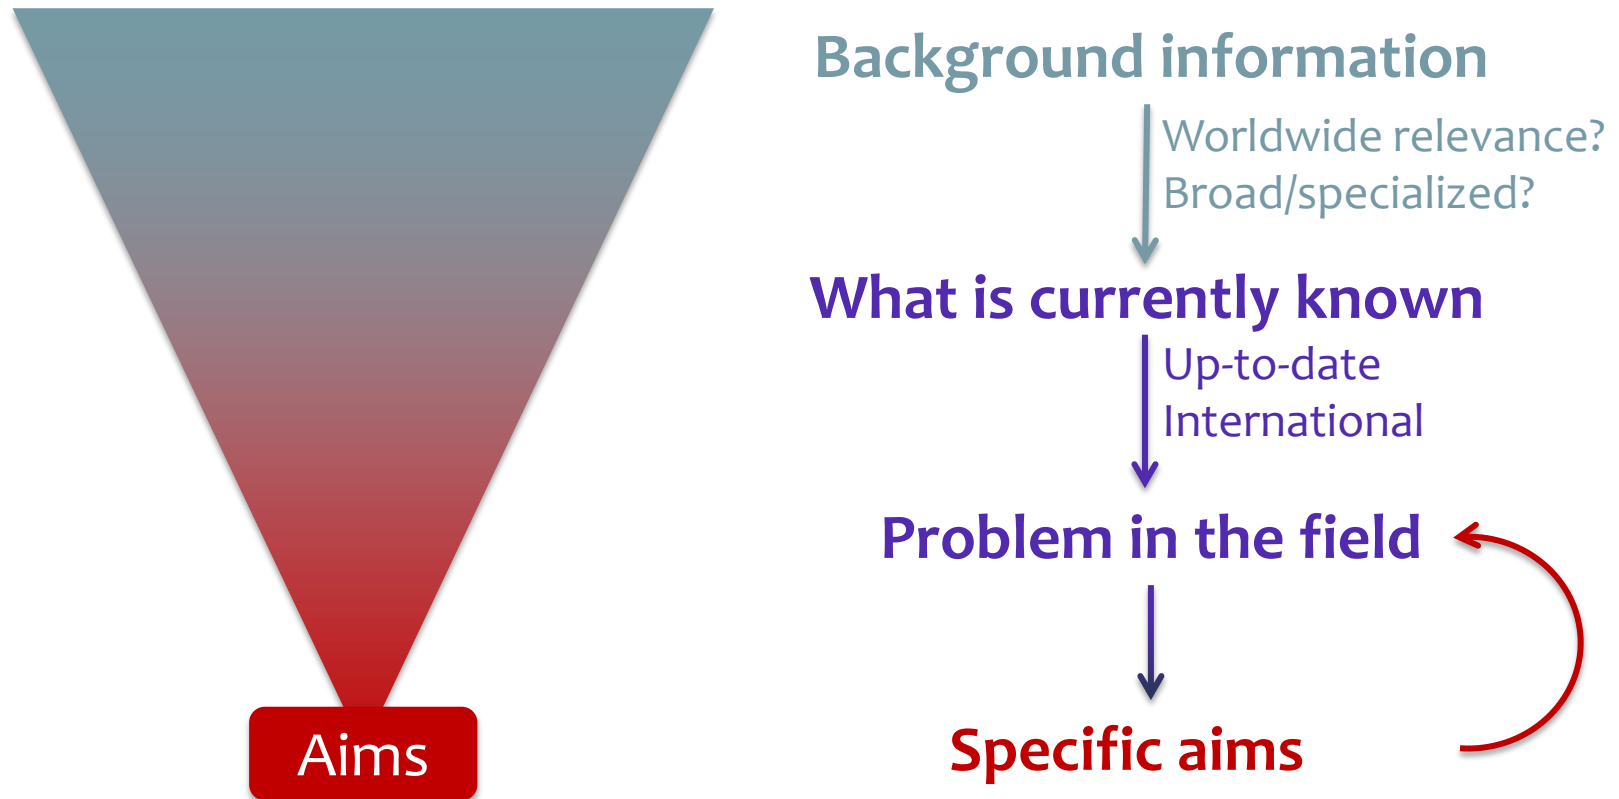 Background information
Worldwide relevance?
Broad/specialized?
What is currently known
Up-to-date
International
Problem in the field
Specific aims
Aims